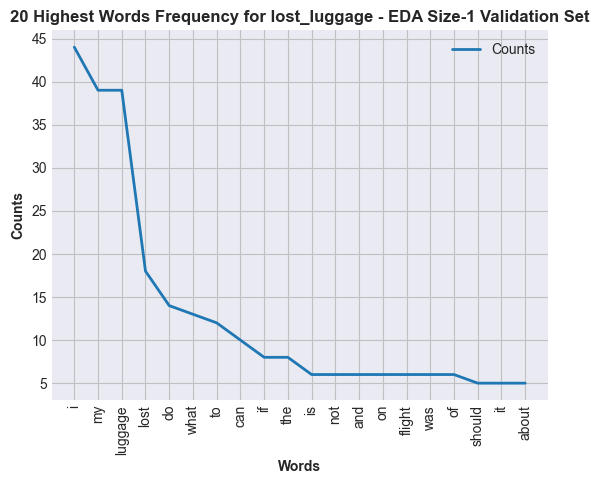 20 Highest Words Frequency for lost_luggage - EDA Size-1 Validation Set
Counts
45
40
35
30
25
20
15
10
5
Counts
i
my
luggage
lost
do
what
to
can
if
the
is
not
and
on
flight
was
of
should
it
about
Words